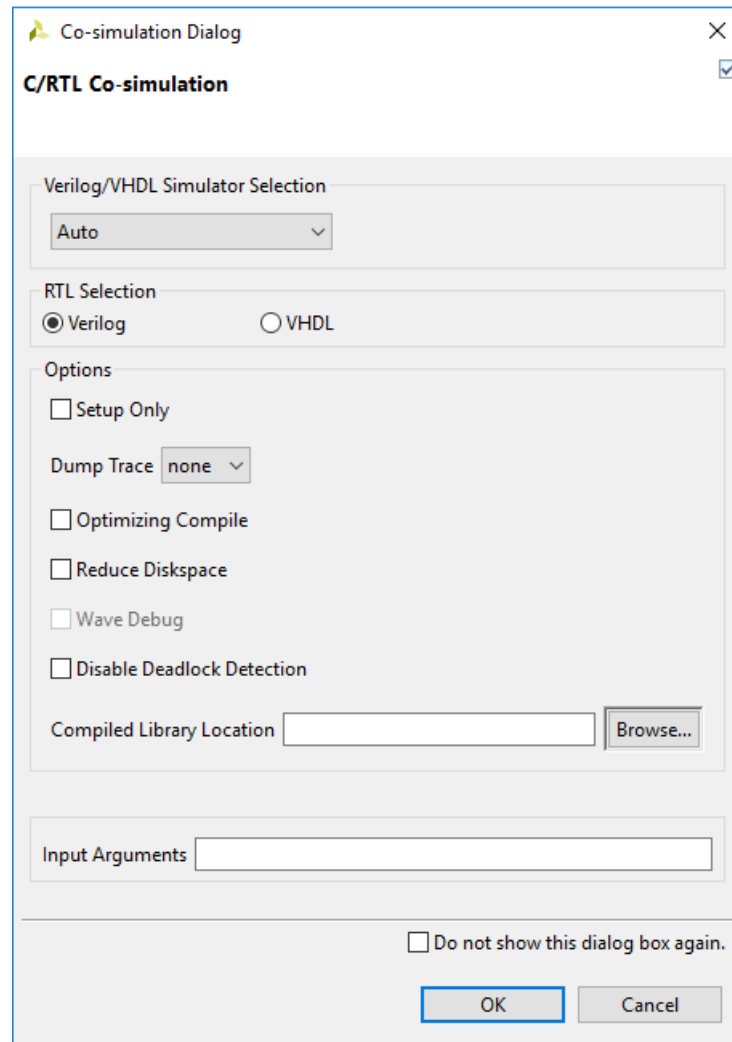 Co-simulation Dialog
C/RTL Co-simulation
Verilog/VHDL Simulator Selection
Auto
RTL Selection
Verilog VHDL
Options
Setup Only
Dump Trace none
Optimizing Compile
Reduce Diskspace
Wave Debug
Disable Deadlock Detection
Compiled Library Location Browse...
Input Arguments
Do not show this dialog box again.
OK Cancel